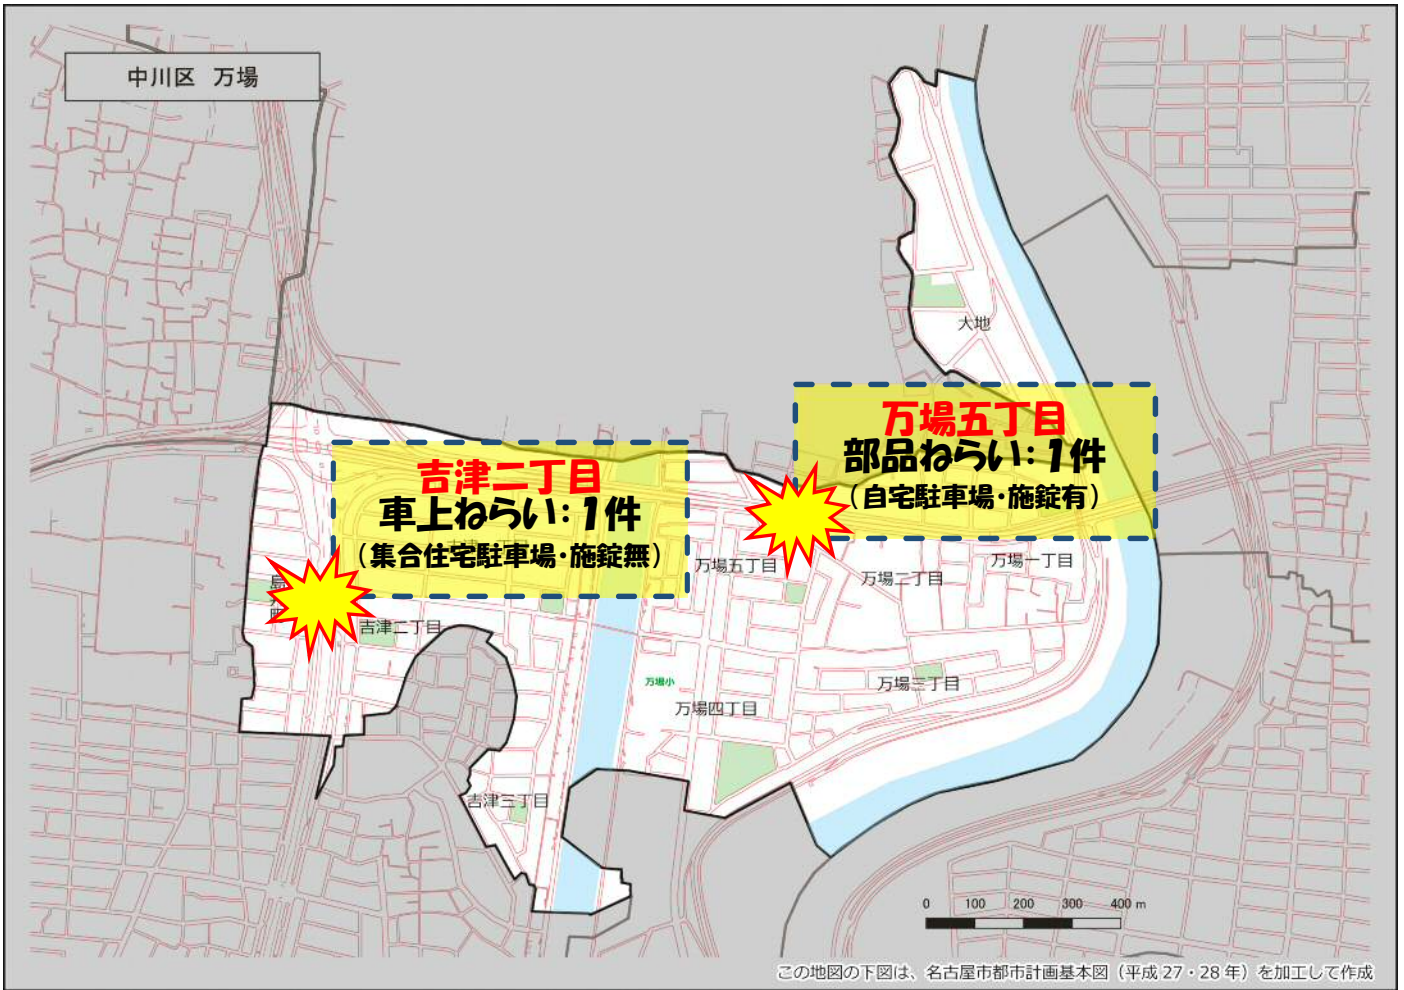 中川区 万場
大地
万場五丁目
部品ねらい：1件
（自宅駐車場・施錠有）
吉津二丁目
車上ねらい：1件
（集合住宅駐車場・施錠無）
万場五丁目
万場二丁目
万場一丁目
吉津二丁目
万場小
万場四丁目
万場三丁目
吉津三丁目
0 100 200 300 400 m
この地図の下図は、名古屋市都市計画基本図（平成 27・28 年）を加工して作成